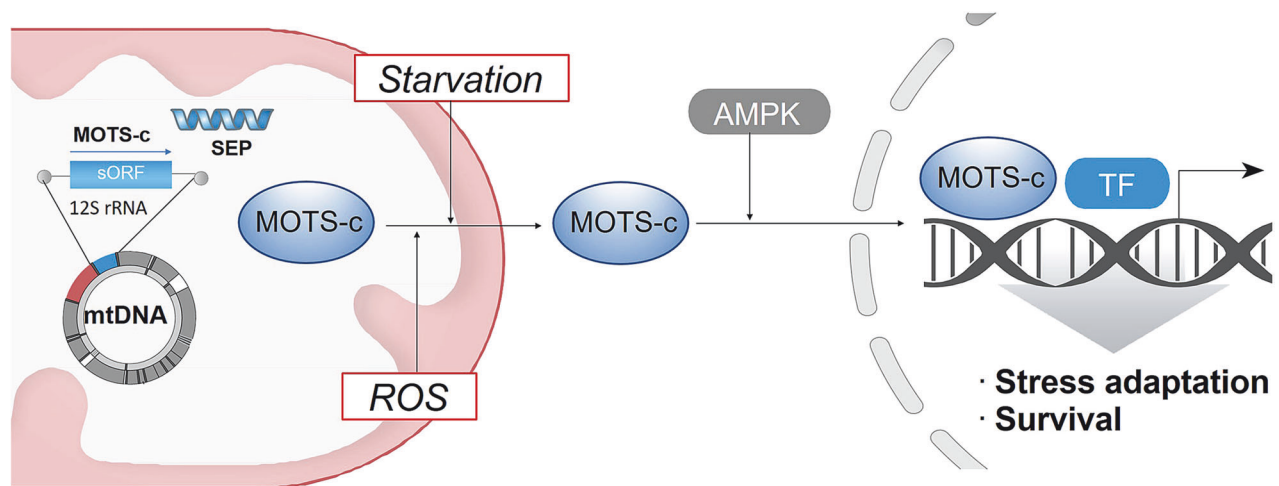 MOTS-c
SEP
sORF
12S rRNA
mtDNA
MOTS-c
Starvation
ROS
MOTS-c
AMPK
MOTS-c
TF
· Stress adaptation
· Survival